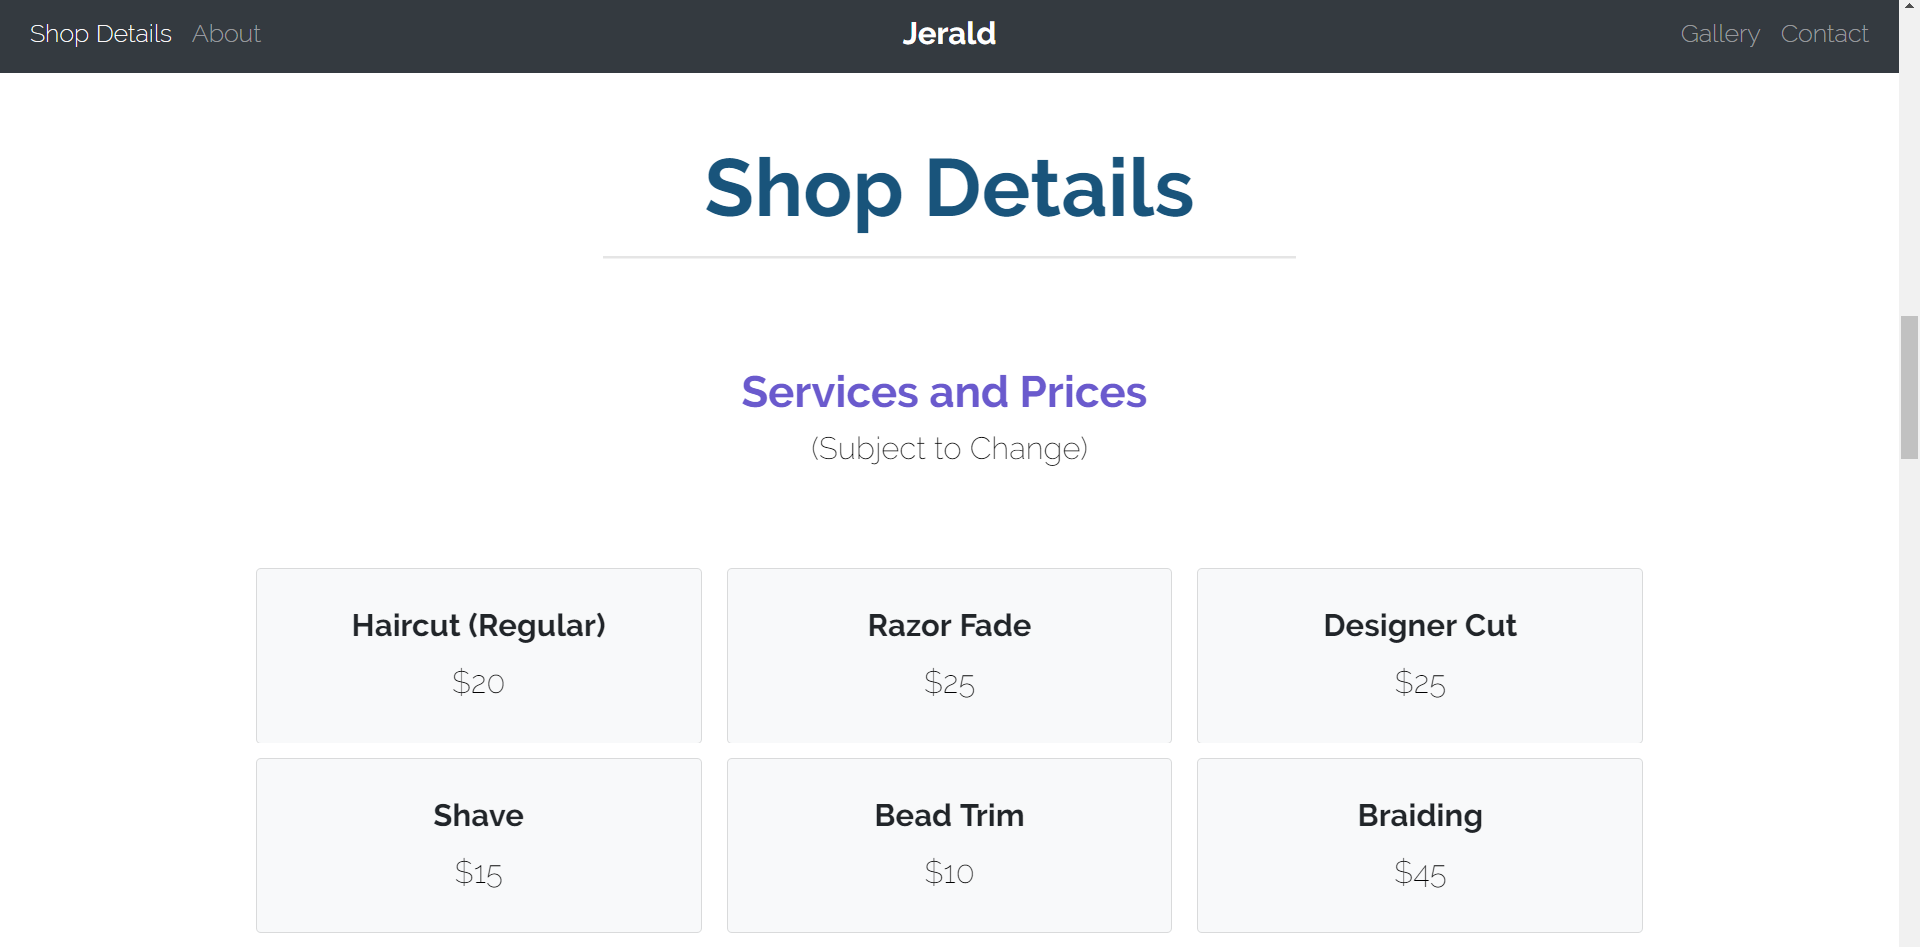 Shop Details About Jerald Gallery Contact
Shop Details
Services and Prices
(Subject to Change)
Haircut (Regular)
$20
Razor Fade
$25
Designer Cut
$25
Shave
$15
Bead Trim
$10
Braiding
$45